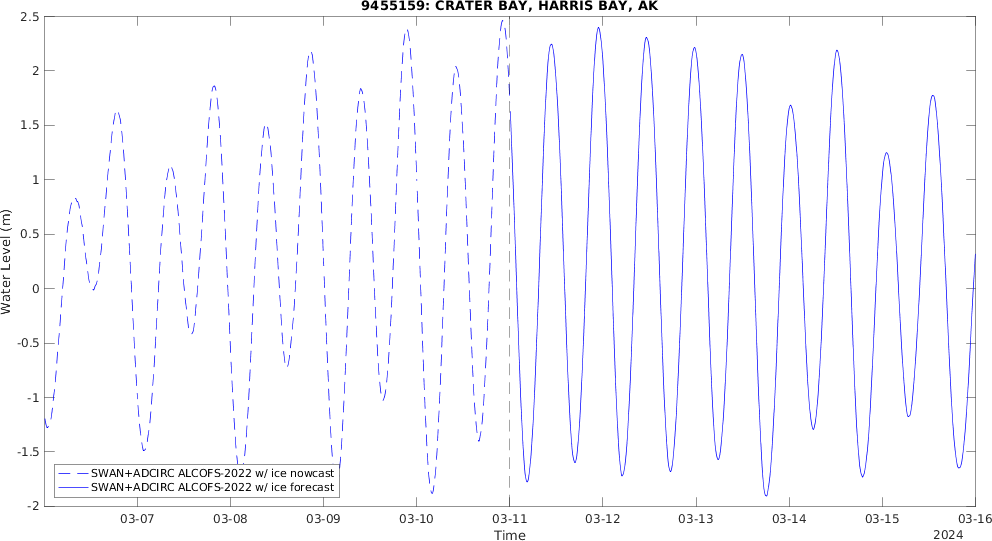 9455159: CRATER BAY, HARRIS BAY, AK
2.5
2
1.5
1
0.5
0
-0.5
-1
-1.5
-2
Water Level (m)
SWAN+ADCIRC ALCOFS-2022 w/ ice nowcast
SWAN+ADCIRC ALCOFS-2022 w/ ice forecast
03-07 03-08 03-09 03-10 03-11 03-12 03-13 03-14 03-15 03-16
Time
2024